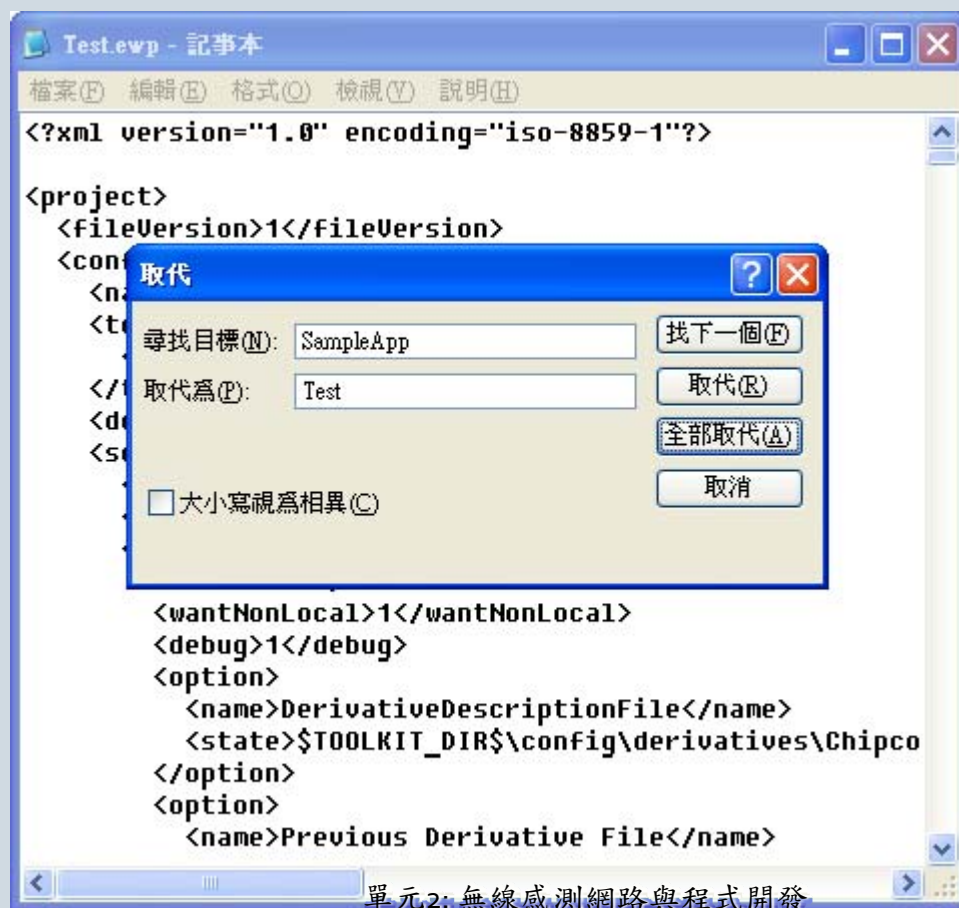 Test.ewp - 記事本
檔案(F) 編輯(E) 格式(O) 檢視(V) 說明(H)
<?xml version="1.0" encoding="iso-8859-1"?>
<project>
<fileVersion>1</fileVersion>
取代
尋找目標(N): SampleApp 找下一個(F)
取代為(P): Test 取代(R)
全部取代(A)
取消
大小寫視為相異(C)
<wantNonLocal>1</wantNonLocal>
<debug>1</debug>
<option>
<name>DerivativeDescriptionFile</name>
<state>$TOOLKIT_DIR$\config\derivatives\Chipco
</option>
<option>
<name>Previous Derivative File</name>
單元2: 無線感測網路與程式開發